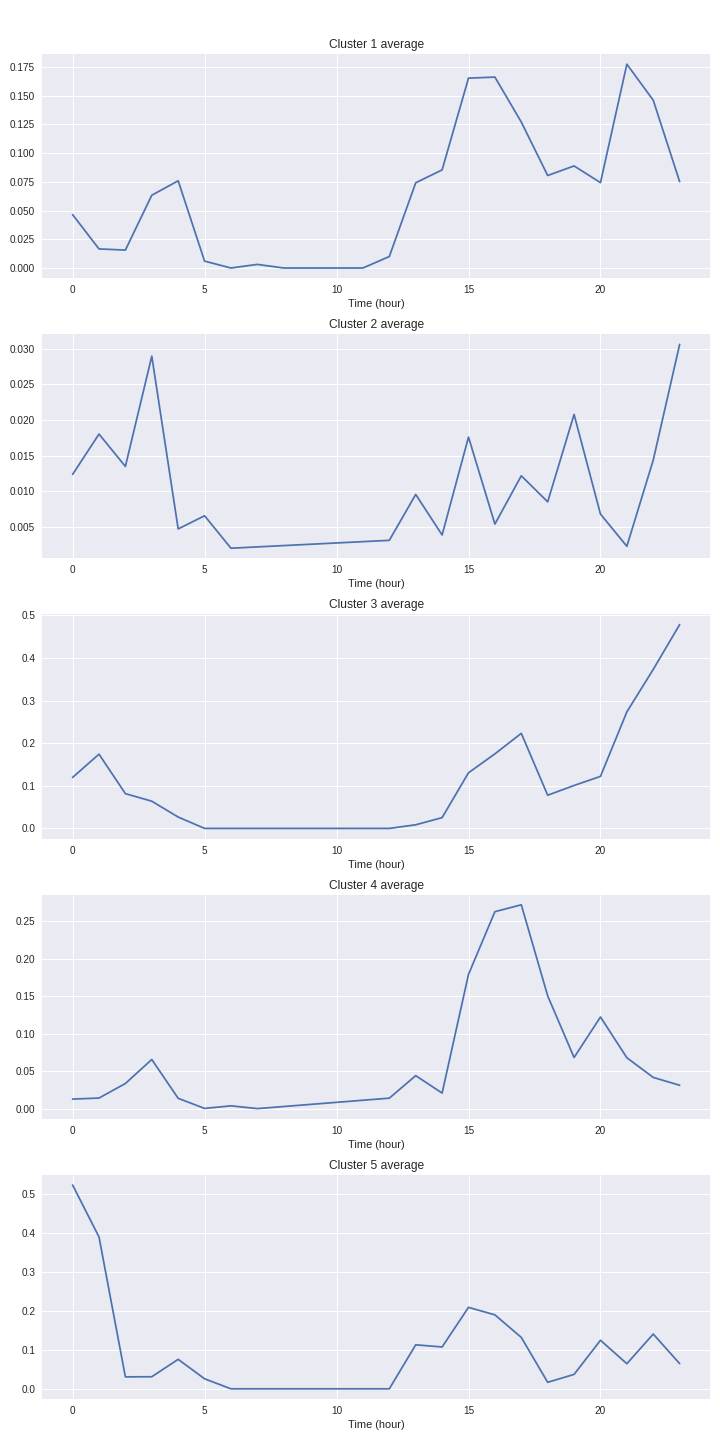 Cluster 1 average
0.175
0.150
0.125
0.100
0.075
0.050
0.025
0.000
0 5 10 15 20
Time (hour)
Cluster 2 average
0.030
0.025
0.020
0.015
0.010
0.005
0 5 10 15 20
Time (hour)
Cluster 3 average
0.5
0.4
0.3
0.2
0.1
0.0
0 5 10 15 20
Time (hour)
Cluster 4 average
0.25
0.20
0.15
0.10
0.05
0.00
0 5 10 15 20
Time (hour)
Cluster 5 average
0.5
0.4
0.3
0.2
0.1
0.0
0 5 10 15 20
Time (hour)